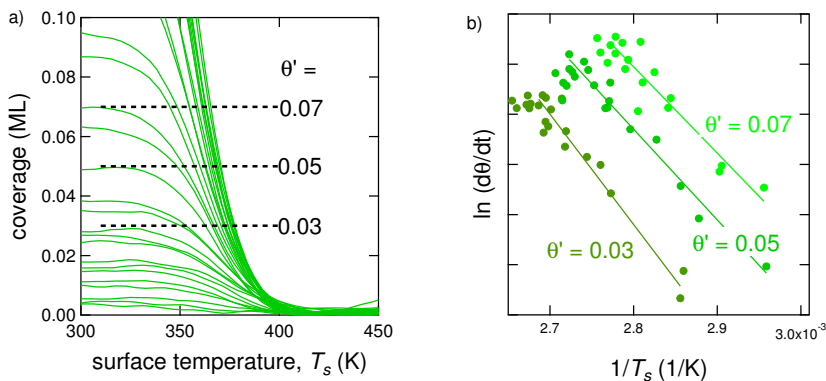 a)
0.10
0.08
0.06
0.04
0.02
0.00
coverage (ML)
θ' =
0.07
0.05
0.03
300
350
400
450
surface temperature, Tₛ (K)
b)
ln (dθ/dt)
θ' = 0.07
θ' = 0.05
θ' = 0.03
2.7
2.8
2.9
3.0x10⁻³
1/Tₛ (1/K)